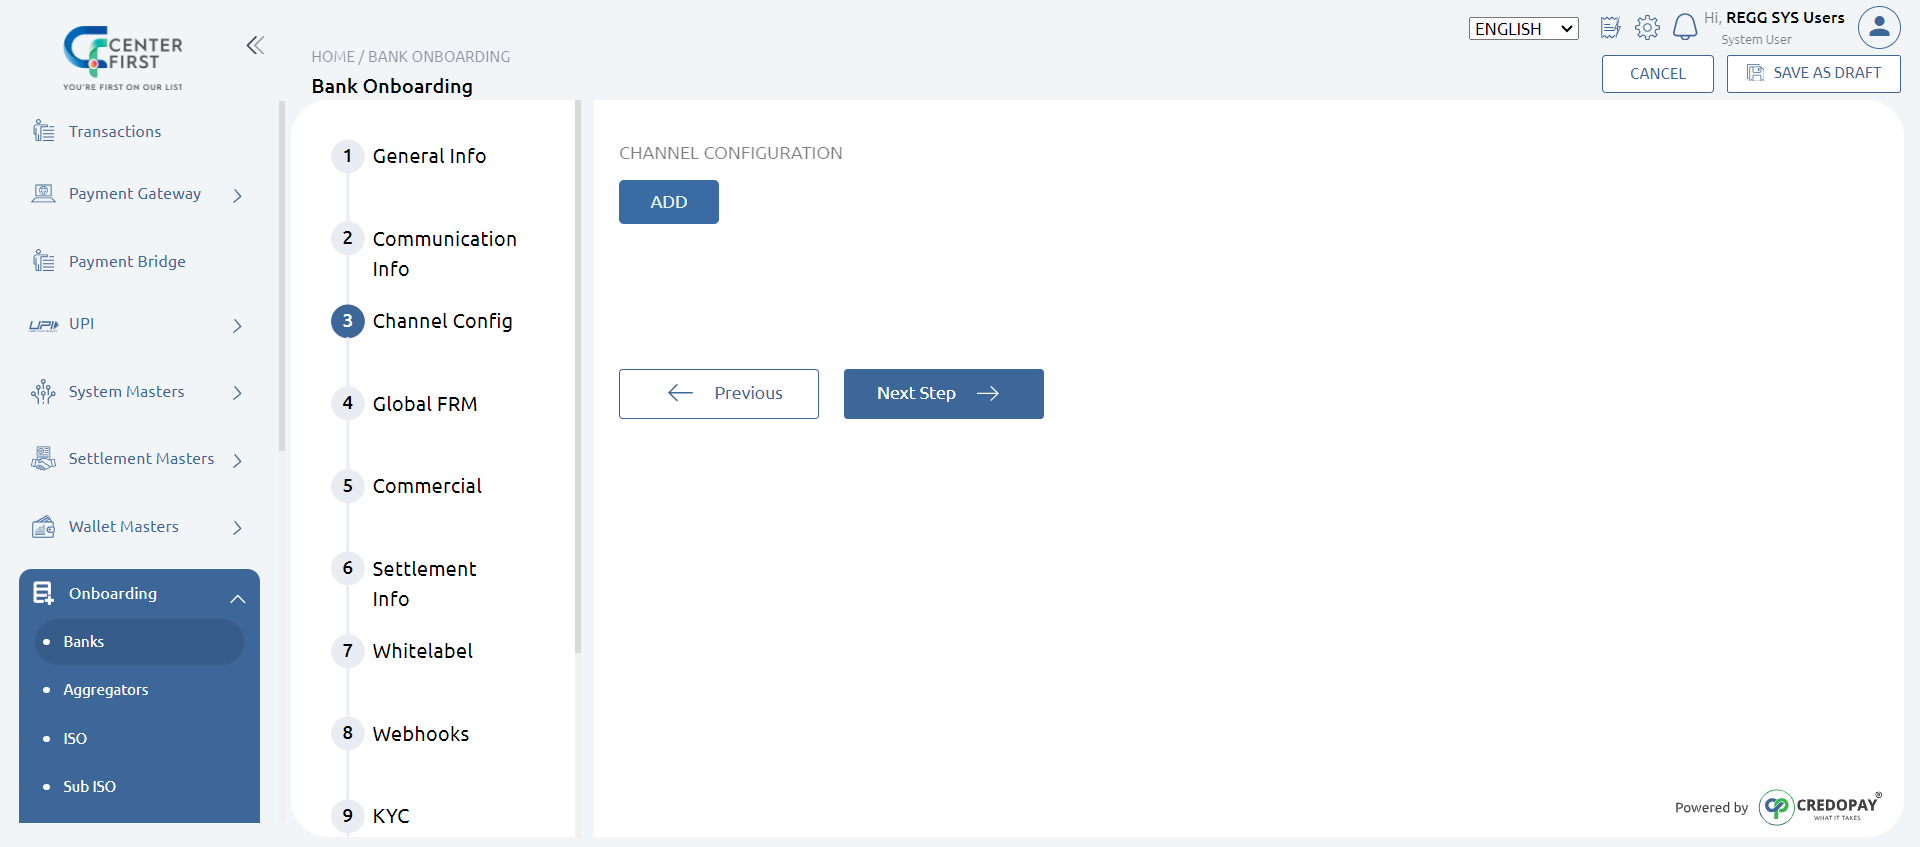 CENTER
FIRST
YOU'RE FIRST ON OUR LIST
HOME / BANK ONBOARDING
Bank Onboarding
ENGLISH
Hi, REGG SYS Users
System User
CANCEL
SAVE AS DRAFT
Transactions
Payment Gateway
Payment Bridge
UPI
UPI
System Masters
Settlement Masters
Wallet Masters
Onboarding
Banks
Aggregators
ISO
Sub ISO
1 General Info
2 Communication
Info
3 Channel Config
4 Global FRM
5 Commercial
6 Settlement
Info
7 Whitelabel
8 Webhooks
9 KYC
CHANNEL CONFIGURATION
ADD
Previous
Next Step
Powered by
CREDOPAY®
WHAT IT TAKES